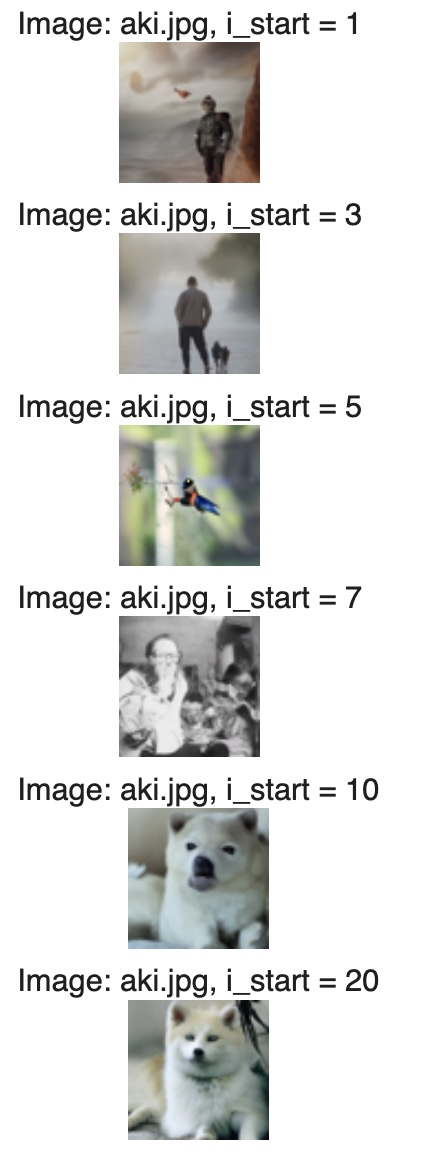 Image: aki.jpg, i_start = 1
Image: aki.jpg, i_start = 3
Image: aki.jpg, i_start = 5
Image: aki.jpg, i_start = 7
Image: aki.jpg, i_start = 10
Image: aki.jpg, i_start = 20